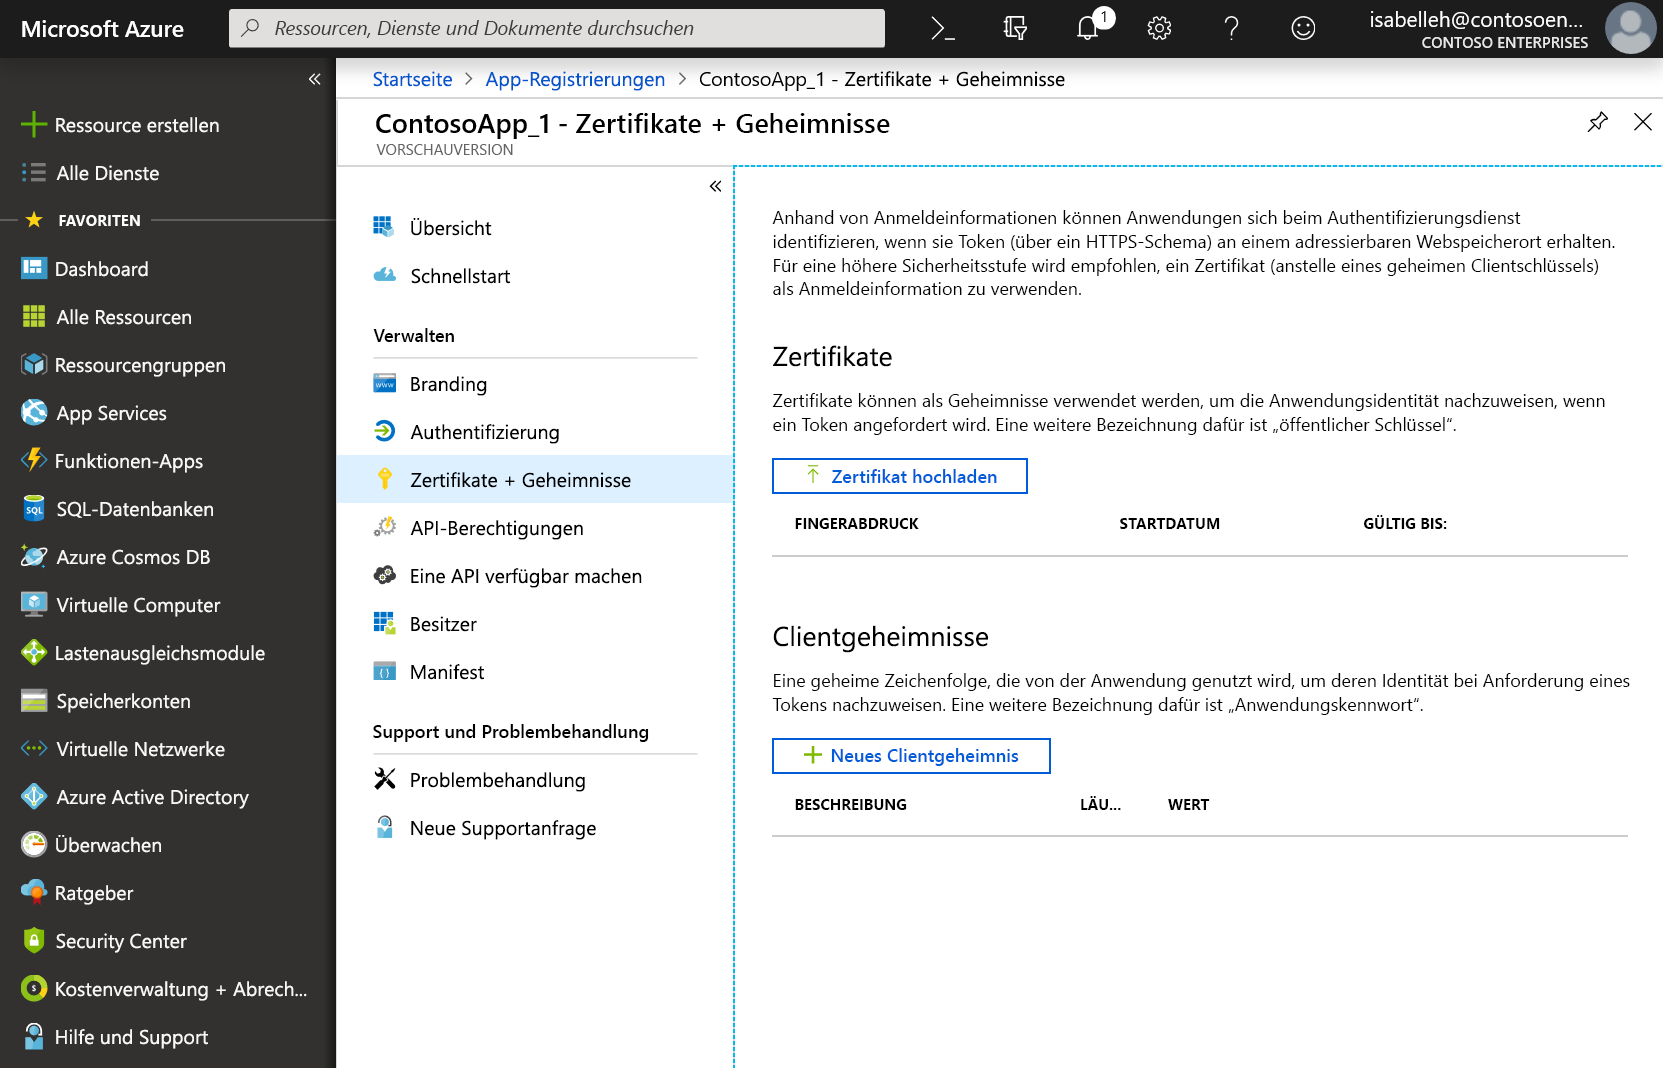 Microsoft Azure
Ressourcen, Dienste und Dokumente durchsuchen
1
isabelleh@contosoen...
CONTOSO ENTERPRISES
Ressource erstellen
Alle Dienste
FAVORITEN
Dashboard
Alle Ressourcen
Ressourcengruppen
App Services
Funktionen-Apps
SQL
SQL-Datenbanken
Azure Cosmos DB
Virtuelle Computer
Lastenausgleichsmodule
Speicherkonten
Virtuelle Netzwerke
Azure Active Directory
Überwachen
Ratgeber
Security Center
Kostenverwaltung + Abrech...
Hilfe und Support
Startseite > App-Registrierungen > ContosoApp_1 - Zertifikate + Geheimnisse
ContosoApp_1 - Zertifikate + Geheimnisse
VORSCHAUVERSION
Übersicht
Schnellstart
Verwalten
www
Branding
Authentifizierung
Zertifikate + Geheimnisse
API-Berechtigungen
Eine API verfügbar machen
Besitzer
Manifest
Support und Problembehandlung
Problembehandlung
Neue Supportanfrage
Anhand von Anmeldeinformationen können Anwendungen sich beim Authentifizierungsdienst
identifizieren, wenn sie Token (über ein HTTPS-Schema) an einem adressierbaren Webspeicherort erhalten.
Für eine höhere Sicherheitsstufe wird empfohlen, ein Zertifikat (anstelle eines geheimen Clientschlüssels)
als Anmeldeinformation zu verwenden.
Zertifikate
Zertifikate können als Geheimnisse verwendet werden, um die Anwendungsidentität nachzuweisen, wenn
ein Token angefordert wird. Eine weitere Bezeichnung dafür ist „öffentlicher Schlüssel“.
Zertifikat hochladen
FINGERABDRUCK STARTDATUM GÜLTIG BIS:
Clientgeheimnisse
Eine geheime Zeichenfolge, die von der Anwendung genutzt wird, um deren Identität bei Anforderung eines
Tokens nachzuweisen. Eine weitere Bezeichnung dafür ist „Anwendungskennwort“.
Neues Clientgeheimnis
BESCHREIBUNG LÄU... WERT